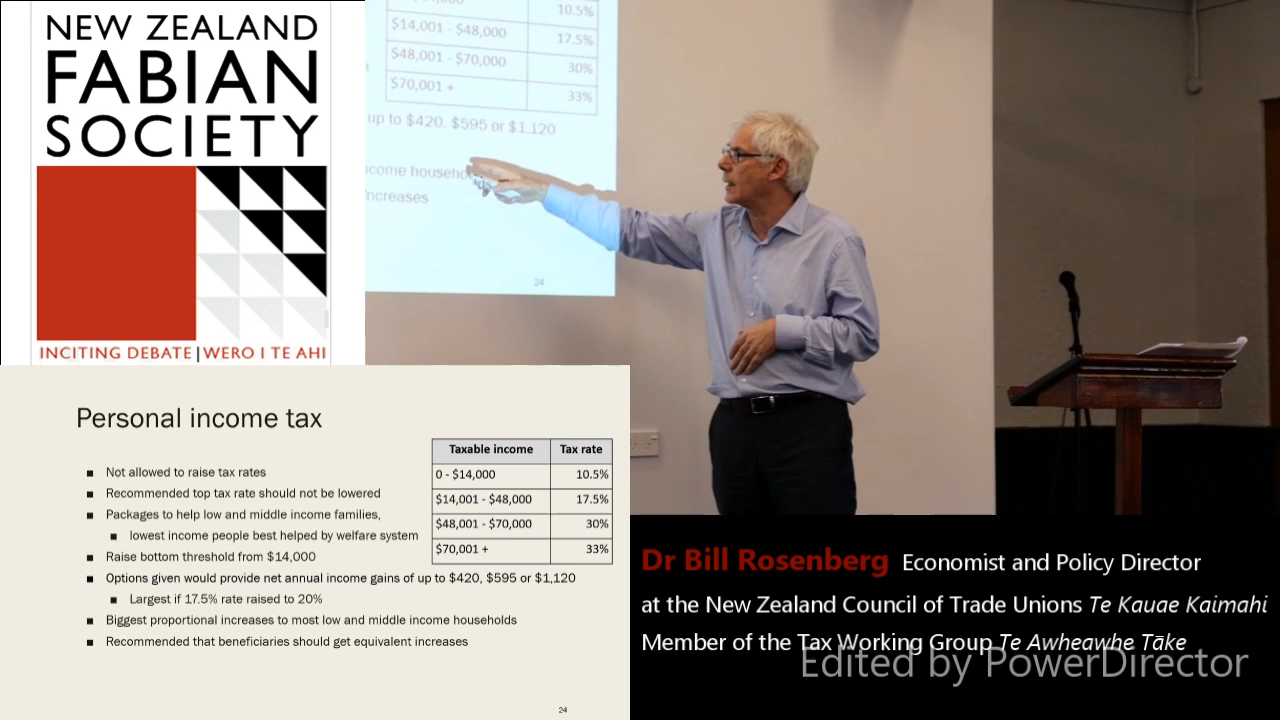 NEW ZEALAND
FABIAN
SOCIETY
INCITING DEBATE | WERO I TE AHI
10.5%
$14,001 - $48,000 17.5%
$48,001 - $70,000 30%
$70,001 + 33%
up to $420, $595 or $1,120
come househo
ncreases
24
Personal income tax
Taxable income Tax rate
0 - $14,000 10.5%
$14,001 - $48,000 17.5%
$48,001 - $70,000 30%
$70,001 + 33%
■ Not allowed to raise tax rates
■ Recommended top tax rate should not be lowered
■ Packages to help low and middle income families,
■ lowest income people best helped by welfare system
■ Raise bottom threshold from $14,000
■ Options given would provide net annual income gains of up to $420, $595 or $1,120
■ Largest if 17.5% rate raised to 20%
■ Biggest proportional increases to most low and middle income households
■ Recommended that beneficiaries should get equivalent increases
24
Dr Bill Rosenberg Economist and Policy Director
at the New Zealand Council of Trade Unions Te Kauae Kaimahi
Member of the Tax Working Group Te Awheawhe Tāke
Edited by PowerDirector